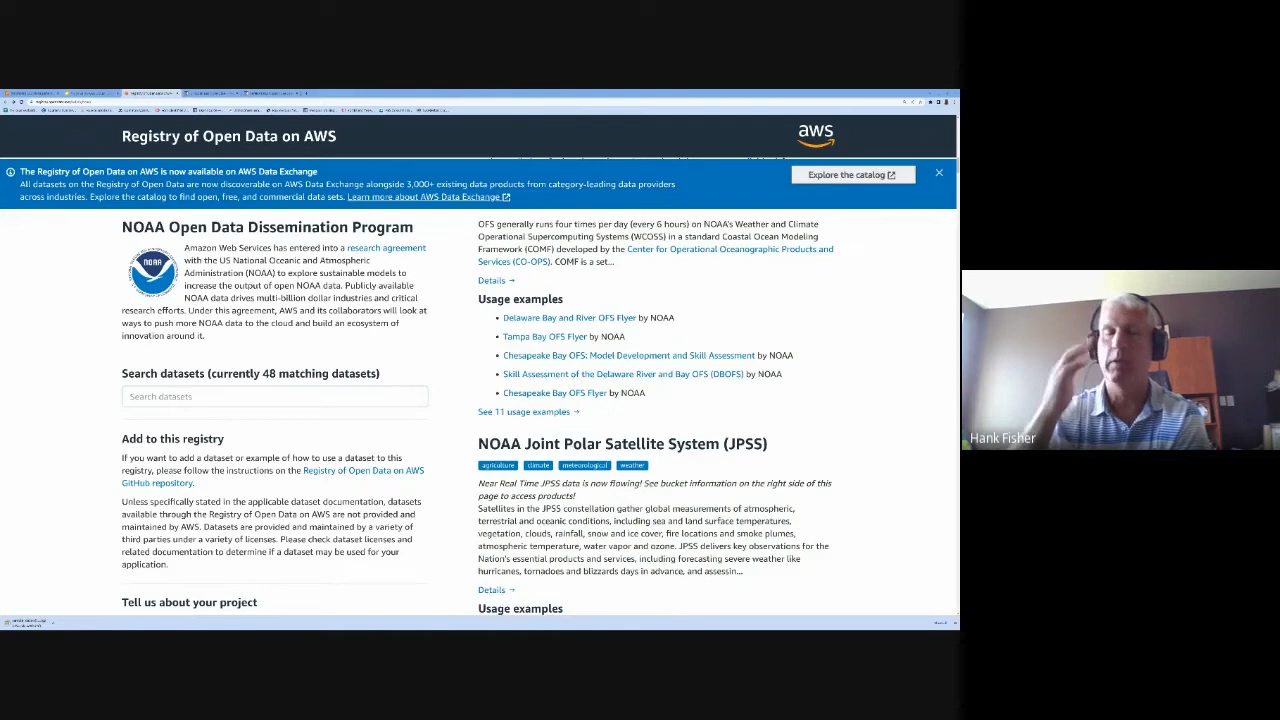 Registry of Open Data on AWS
aws
The Registry of Open Data on AWS is now available on AWS Data Exchange
All datasets on the Registry of Open Data are now discoverable on AWS Data Exchange alongside 3,000+ existing data products from category-leading data providers
across industries. Explore the catalog to find open, free, and commercial data sets. Learn more about AWS Data Exchange
Explore the catalog
NOAA Open Data Dissemination Program
NOAA
Amazon Web Services has entered into a research agreement
with the US National Oceanic and Atmospheric
Administration (NOAA) to explore sustainable models to
increase the output of open NOAA data. Publicly available
NOAA data drives multi-billion dollar industries and critical
research efforts. Under this agreement, AWS and its collaborators will look at
ways to push more NOAA data to the cloud and build an ecosystem of
innovation around it.
Search datasets (currently 48 matching datasets)
Search datasets
Add to this registry
If you want to add a dataset or example of how to use a dataset to this
registry, please follow the instructions on the Registry of Open Data on AWS
GitHub repository.
Unless specifically stated in the applicable dataset documentation, datasets
available through the Registry of Open Data on AWS are not provided and
maintained by AWS. Datasets are provided and maintained by a variety of
third parties under a variety of licenses. Please check dataset licenses and
related documentation to determine if a dataset may be used for your
application.
Tell us about your project
OFS generally runs four times per day (every 6 hours) on NOAA's Weather and Climate
Operational Supercomputing Systems (WCOSS) in a standard Coastal Ocean Modeling
Framework (COMF) developed by the Center for Operational Oceanographic Products and
Services (CO-OPS). COMF is a set...
Details →
Usage examples
• Delaware Bay and River OFS Flyer by NOAA
• Tampa Bay OFS Flyer by NOAA
• Chesapeake Bay OFS: Model Development and Skill Assessment by NOAA
• Skill Assessment of the Delaware River and Bay OFS (DBOFS) by NOAA
• Chesapeake Bay OFS Flyer by NOAA
See 11 usage examples →
NOAA Joint Polar Satellite System (JPSS)
agriculture climate meteorological weather
Near Real Time JPSS data is now flowing! See bucket information on the right side of this
page to access products!
Satellites in the JPSS constellation gather global measurements of atmospheric,
terrestrial and oceanic conditions, including sea and land surface temperatures,
vegetation, clouds, rainfall, snow and ice cover, fire locations and smoke plumes,
atmospheric temperature, water vapor and ozone. JPSS delivers key observations for the
Nation's essential products and services, including forecasting severe weather like
hurricanes, tornadoes and blizzards days in advance, and assessin...
Details →
Usage examples
Hank Fisher